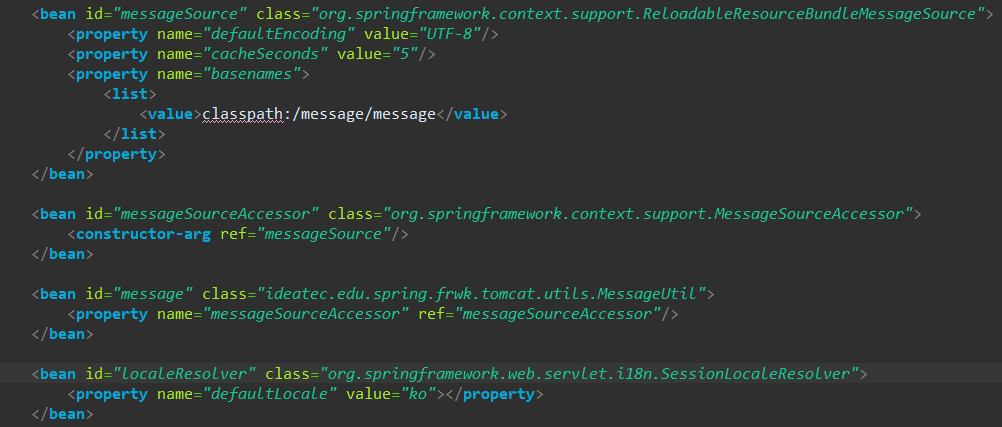 <bean id="messageSource" class="org.springframework.context.support.ReloadableResourceBundleMessageSource">
<property name="defaultEncoding" value="UTF-8"/>
<property name="cacheSeconds" value="5"/>
<property name="basenames">
<list>
<value>classpath:/message/message</value>
</list>
</property>
</bean>
<bean id="messageSourceAccessor" class="org.springframework.context.support.MessageSourceAccessor">
<constructor-arg ref="messageSource"/>
</bean>
<bean id="message" class="ideatec.edu.spring.frwk.tomcat.utils.MessageUtil">
<property name="messageSourceAccessor" ref="messageSourceAccessor"/>
</bean>
<bean id="localeResolver" class="org.springframework.web.servlet.i18n.SessionLocaleResolver">
<property name="defaultLocale" value="ko"></property>
</bean>